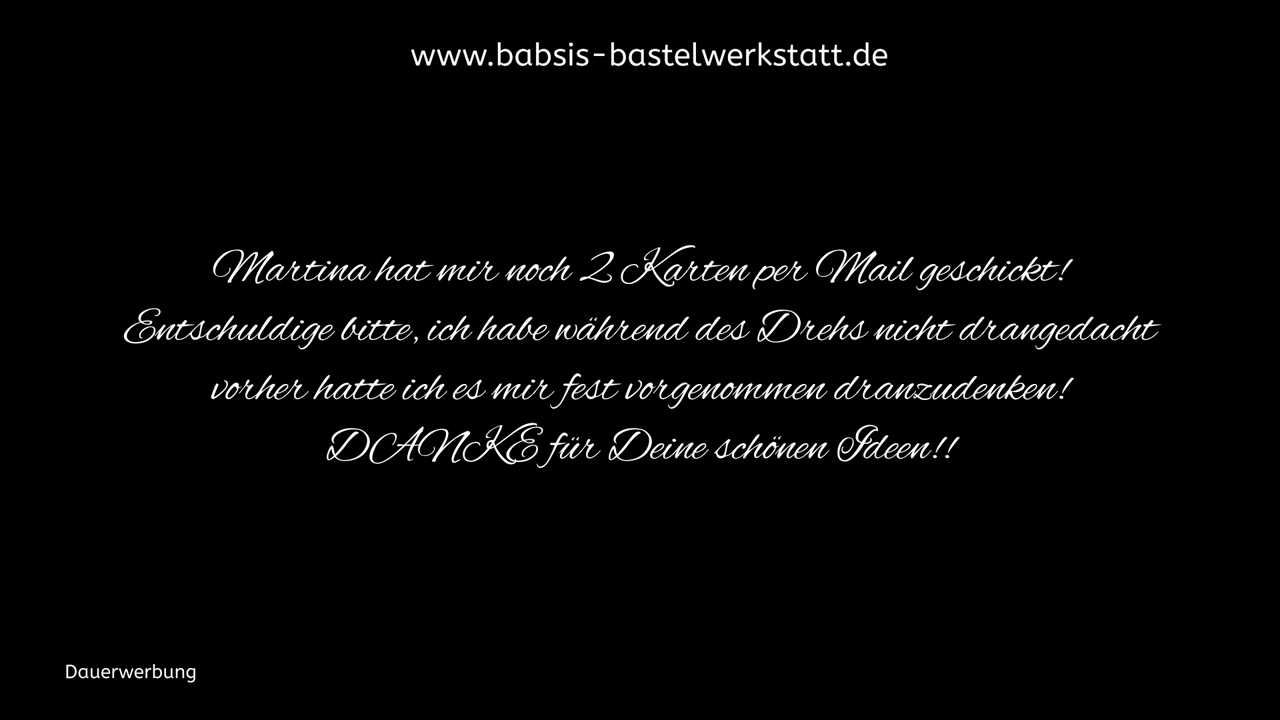 www.babsis-bastelwerkstatt.de
Martina hat mir noch 2 Karten per Mail geschickt!
Entschuldige bitte, ich habe während des Drehs nicht drangedacht
vorher hatte ich es mir fest vorgenommen dranzudenken!
DANKE für Deine schönen Ideen!!
Dauerwerbung